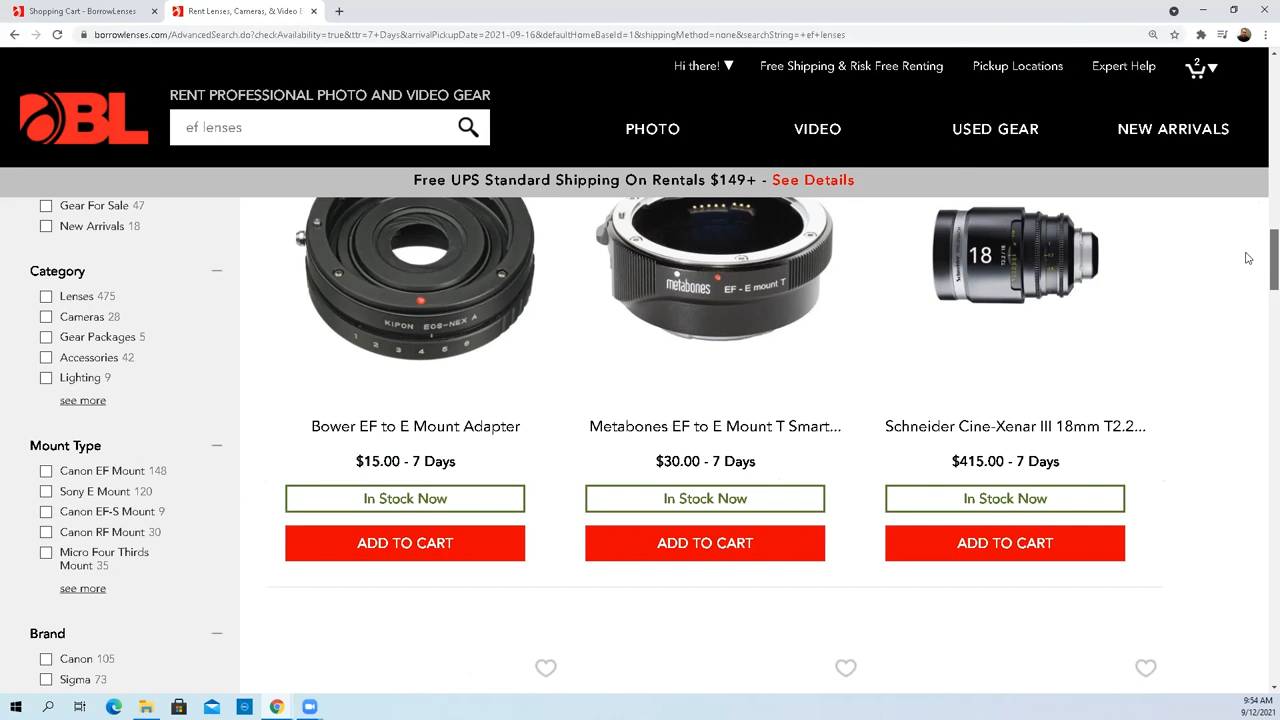 Shopping Cart - BorrowLenses
Rent Lenses, Cameras, & Video E
borrowlenses.com/AdvancedSearch.do?checkAvailability=true&ttr=7+Days&arrivalPickupDate=2021-09-16&defaultHomeBaseId=1&shippingMethod=none&searchString=+ef+lenses
Hi there! ▼
Free Shipping & Risk Free Renting
Pickup Locations
Expert Help
2
BL
RENT PROFESSIONAL PHOTO AND VIDEO GEAR
ef lenses
PHOTO
VIDEO
USED GEAR
NEW ARRIVALS
Free UPS Standard Shipping On Rentals $149+ - See Details
Gear For Sale 47
New Arrivals 18
Category
Lenses 475
Cameras 28
Gear Packages 5
Accessories 42
Lighting 9
see more
Mount Type
Canon EF Mount 148
Sony E Mount 120
Canon EF-S Mount 9
Canon RF Mount 30
Micro Four Thirds
Mount 35
see more
Brand
Canon 105
Sigma 73
KIPON EOS-NEX A
1 2 3 4 5 6
Bower EF to E Mount Adapter
$15.00 - 7 Days
In Stock Now
ADD TO CART
metabones EF - E mount T
Metabones EF to E Mount T Smart...
$30.00 - 7 Days
In Stock Now
ADD TO CART
18
Schneider Cine-Xenar III 18mm T2.2...
$415.00 - 7 Days
In Stock Now
ADD TO CART
9:54 AM
9/12/2021